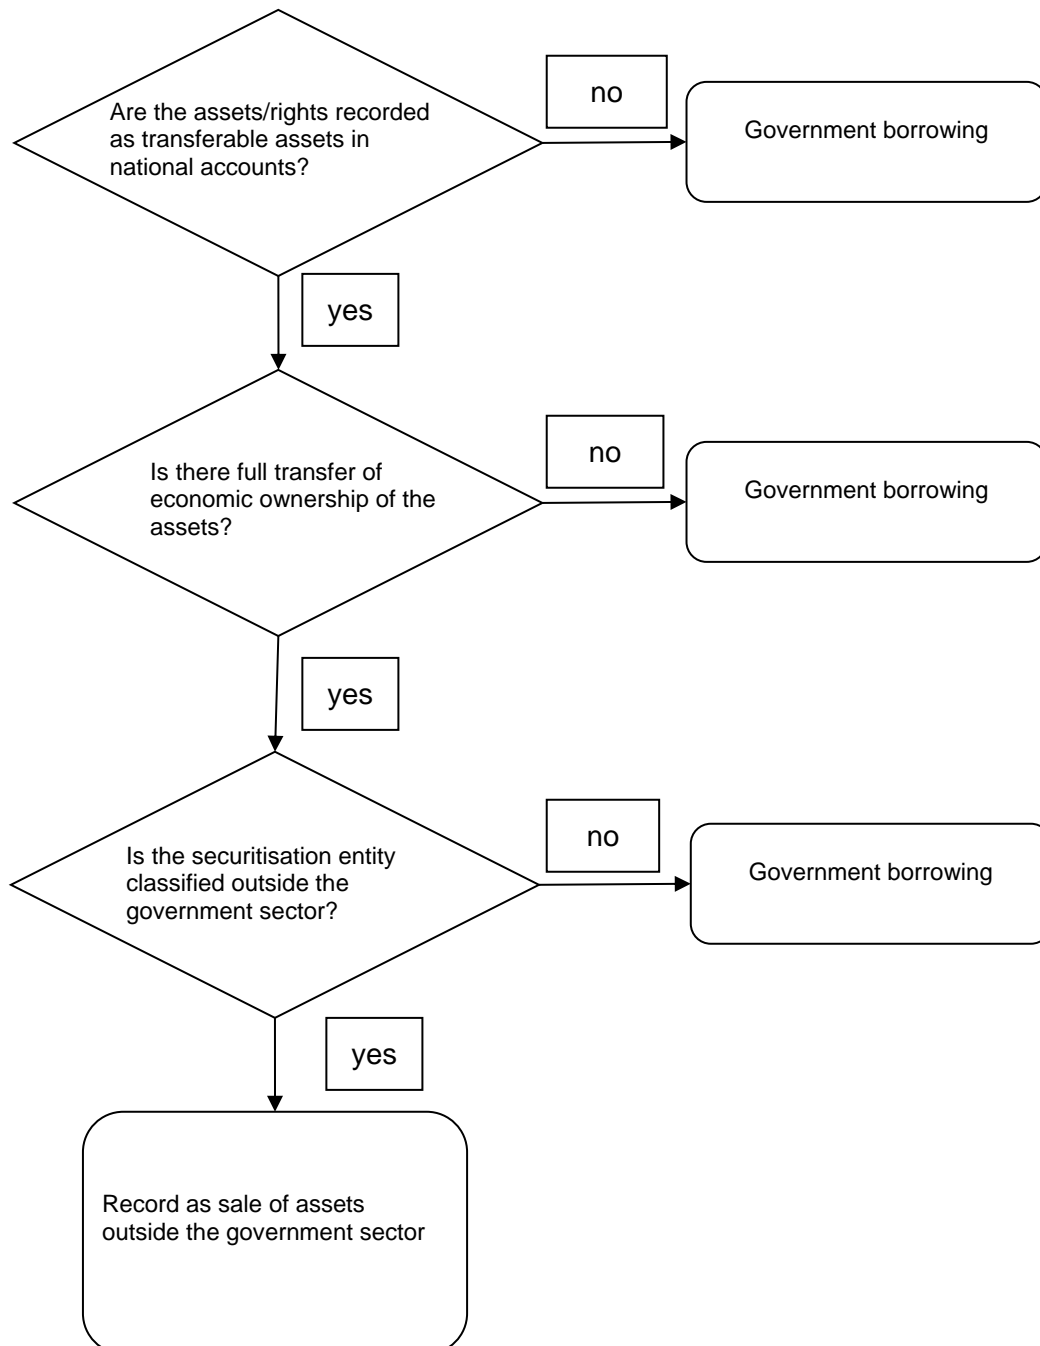 Are the assets/rights recorded
as transferable assets in
national accounts?
no
Government borrowing
yes
Is there full transfer of
economic ownership of the
assets?
no
Government borrowing
yes
Is the securitisation entity
classified outside the
government sector?
no
Government borrowing
yes
Record as sale of assets
outside the government sector